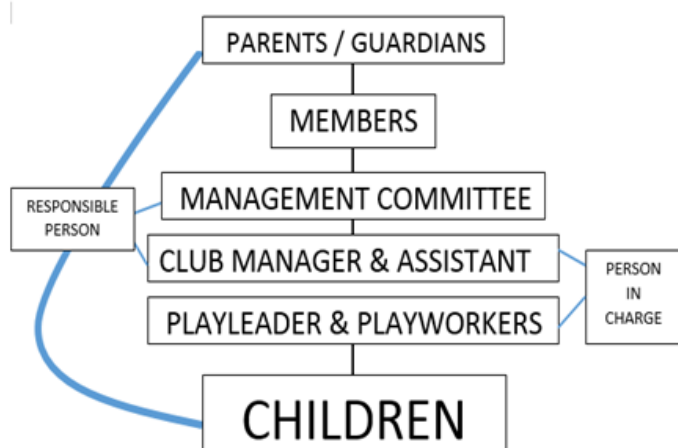 PARENTS / GUARDIANS
MEMBERS
MANAGEMENT COMMITTEE
RESPONSIBLE
PERSON
CLUB MANAGER & ASSISTANT
PERSON
IN
CHARGE
PLAYLEADER & PLAYWORKERS
CHILDREN